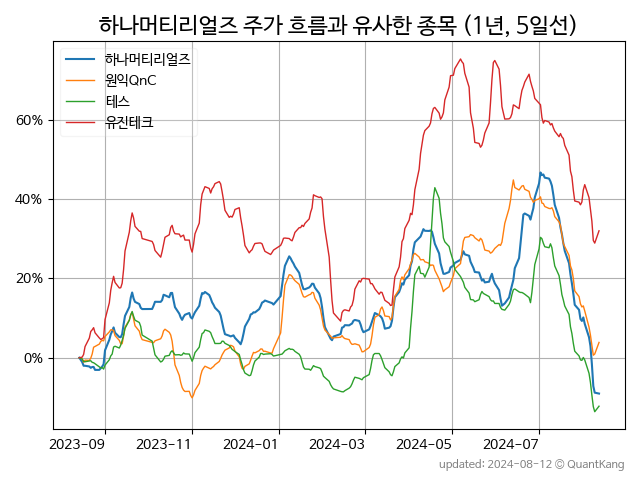 하나머티리얼즈 주가 흐름과 유사한 종목 (1년, 5일선)
하나머티리얼즈
원익QnC
테스
유진테크
60%
40%
20%
0%
2023-09
2023-11
2024-01
2024-03
2024-05
2024-07
updated: 2024-08-12 © QuantKang